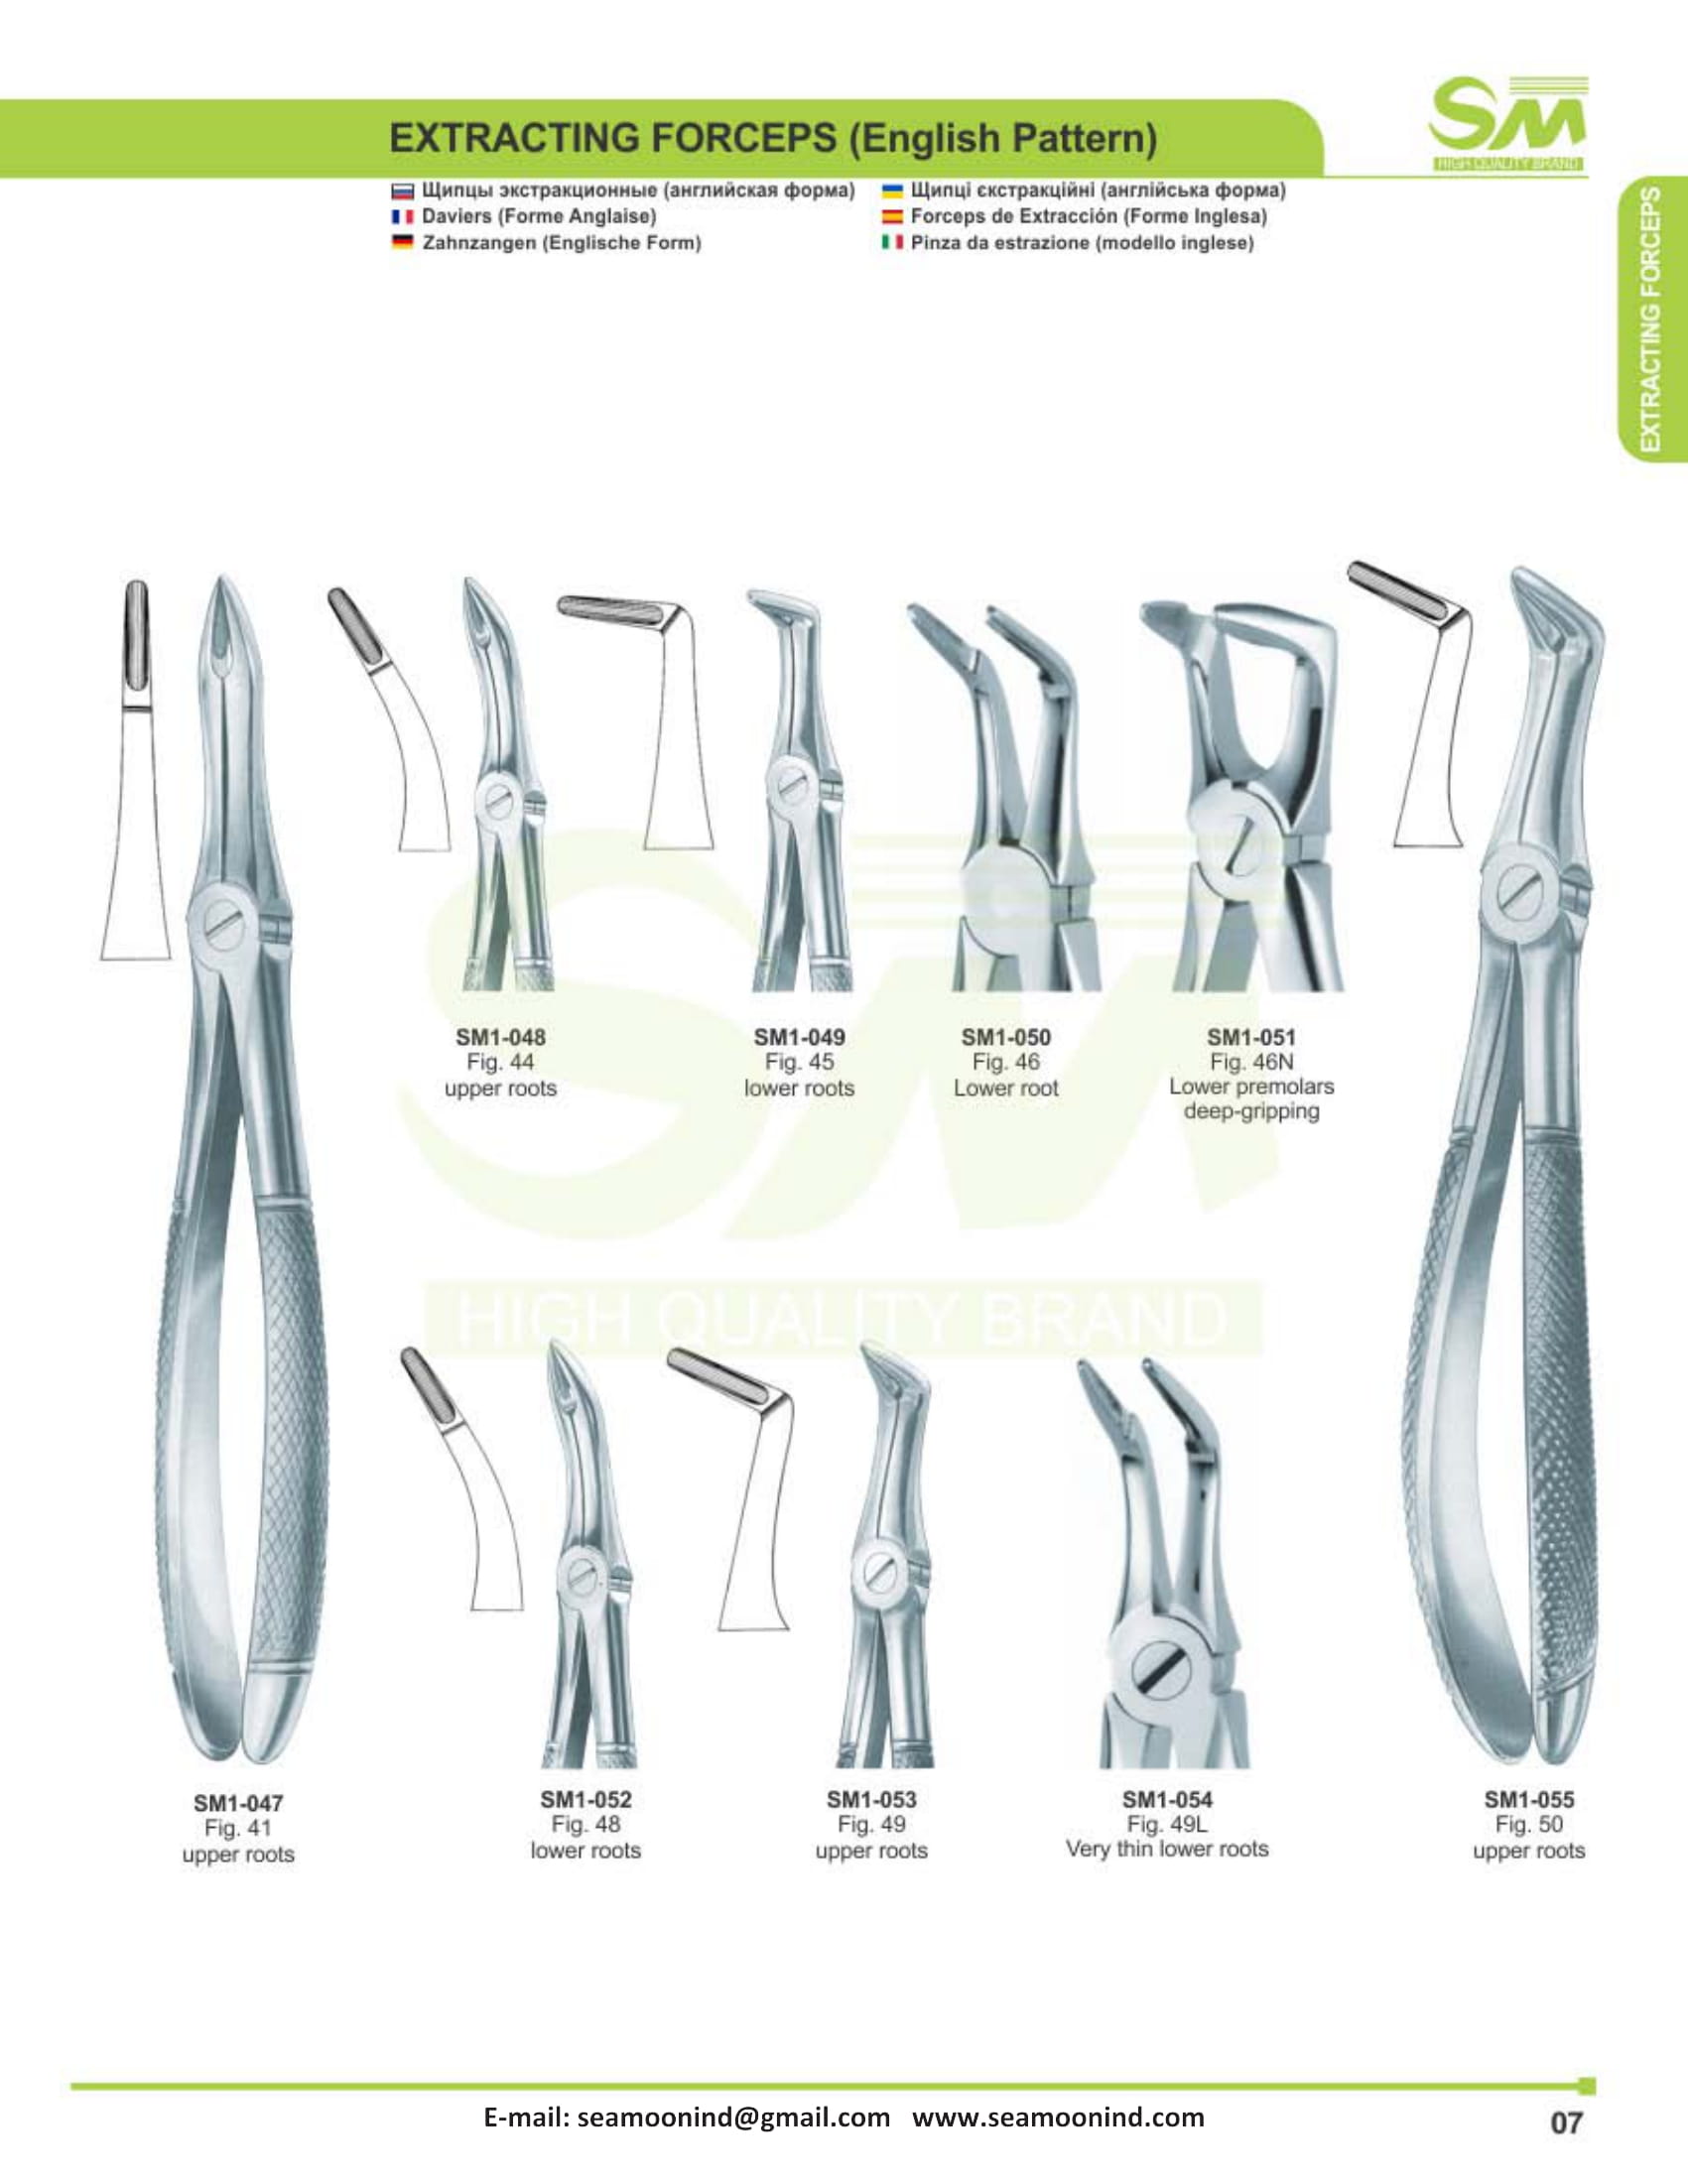 SM
HIGH QUALITY BRAND
EXTRACTING FORCEPS (English Pattern)
Щипцы экстракционные (английская форма)
Daviers (Forme Anglaise)
Zahnzangen (Englische Form)
Щипці єкстракційні (англійська форма)
Forceps de Extracción (Forme Inglesa)
Pinza da estrazione (modello inglese)
EXTRACTING FORCEPS
SM1-048
Fig. 44
upper roots
SM1-049
Fig. 45
lower roots
SM1-050
Fig. 46
Lower root
SM1-051
Fig. 46N
Lower premolars
deep-gripping
SM
HIGH QUALITY BRAND
SM1-047
Fig. 41
upper roots
SM1-052
Fig. 48
lower roots
SM1-053
Fig. 49
upper roots
SM1-054
Fig. 49L
Very thin lower roots
SM1-055
Fig. 50
upper roots
E-mail: seamoonind@gmail.com www.seamoonind.com
07